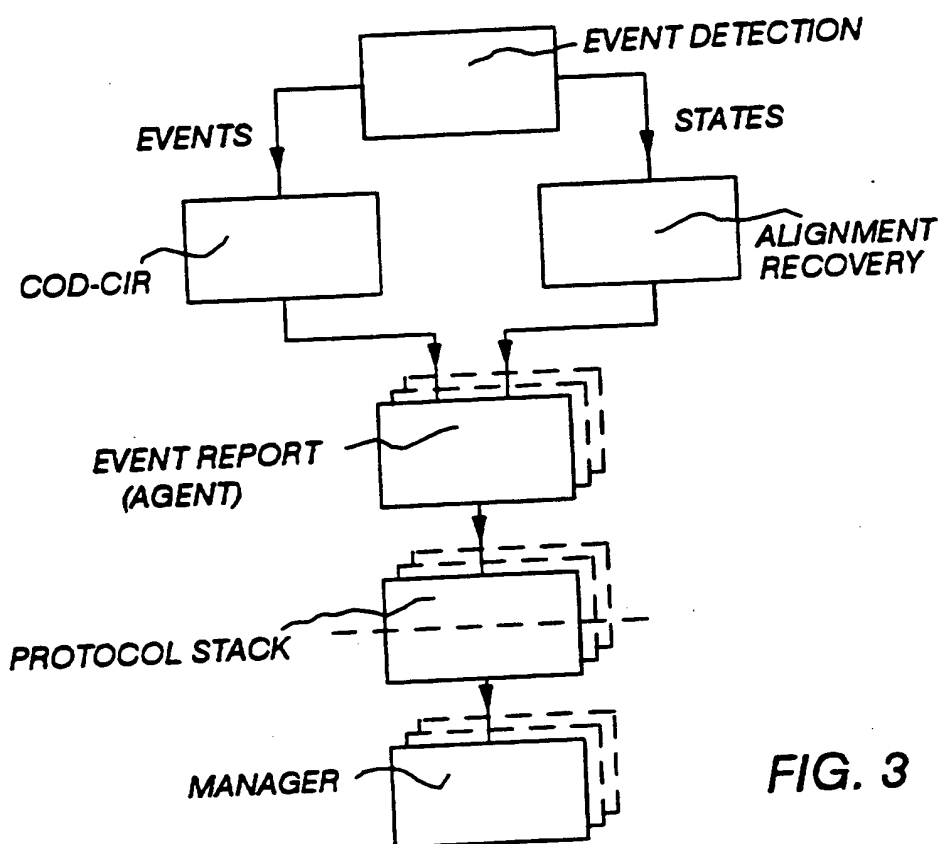 EVENT DETECTION
EVENTS
STATES
COD-CIR
ALIGNMENT
RECOVERY
EVENT REPORT
(AGENT)
PROTOCOL STACK
MANAGER
FIG. 3